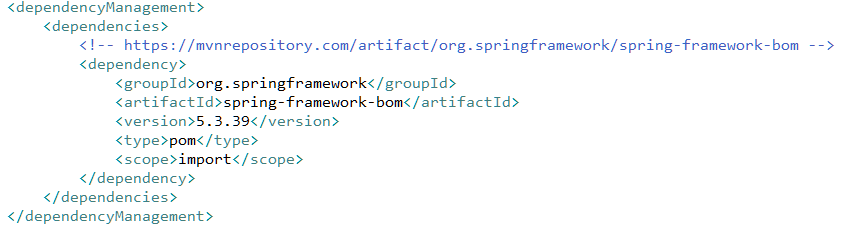 <dependencyManagement>
    <dependencies>
        <!-- https://mvnrepository.com/artifact/org.springframework/spring-framework-bom -->
        <dependency>
            <groupId>org.springframework</groupId>
            <artifactId>spring-framework-bom</artifactId>
            <version>5.3.39</version>
            <type>pom</type>
            <scope>import</scope>
        </dependency>
    </dependencies>
</dependencyManagement>